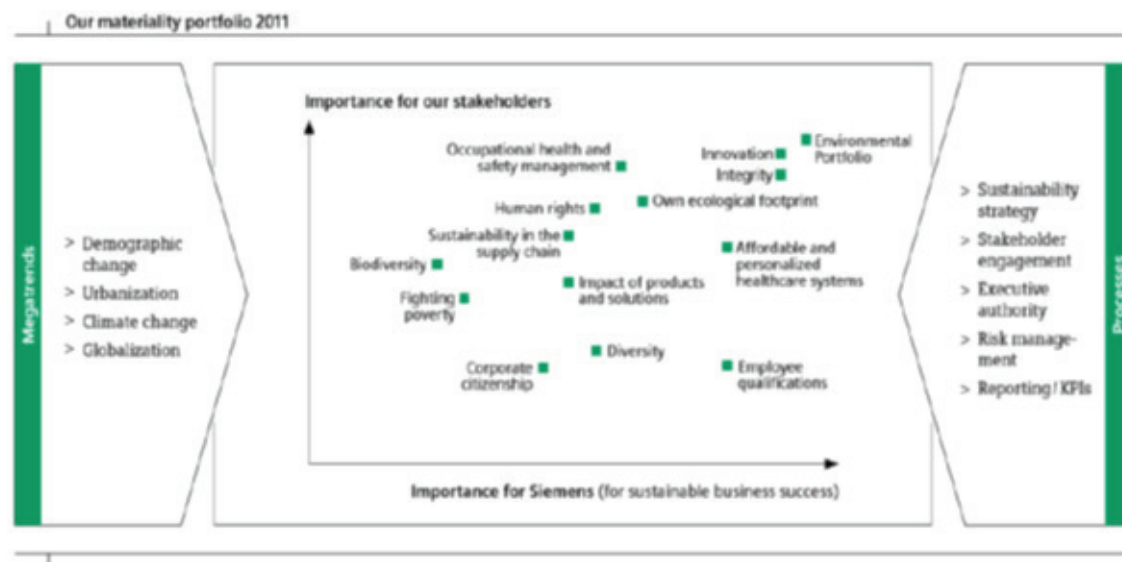 Our materiality portfolio 2011
Megatrends
> Demographic
change
> Urbanization
> Climate change
> Globalization
Importance for our stakeholders
Occupational health and
safety management
Innovation
Integrity
Environmental
Portfolio
Human rights
Own ecological footprint
Sustainability in the
supply chain
Biodiversity
Affordable and
personalized
healthcare systems
Fighting
poverty
Impact of products
and solutions
Diversity
Corporate
citizenship
Employee
qualifications
Importance for Siemens (for sustainable business success)
> Sustainability
strategy
> Stakeholder
engagement
> Executive
authority
> Risk manage-
ment
> Reporting/KPIs
Processes